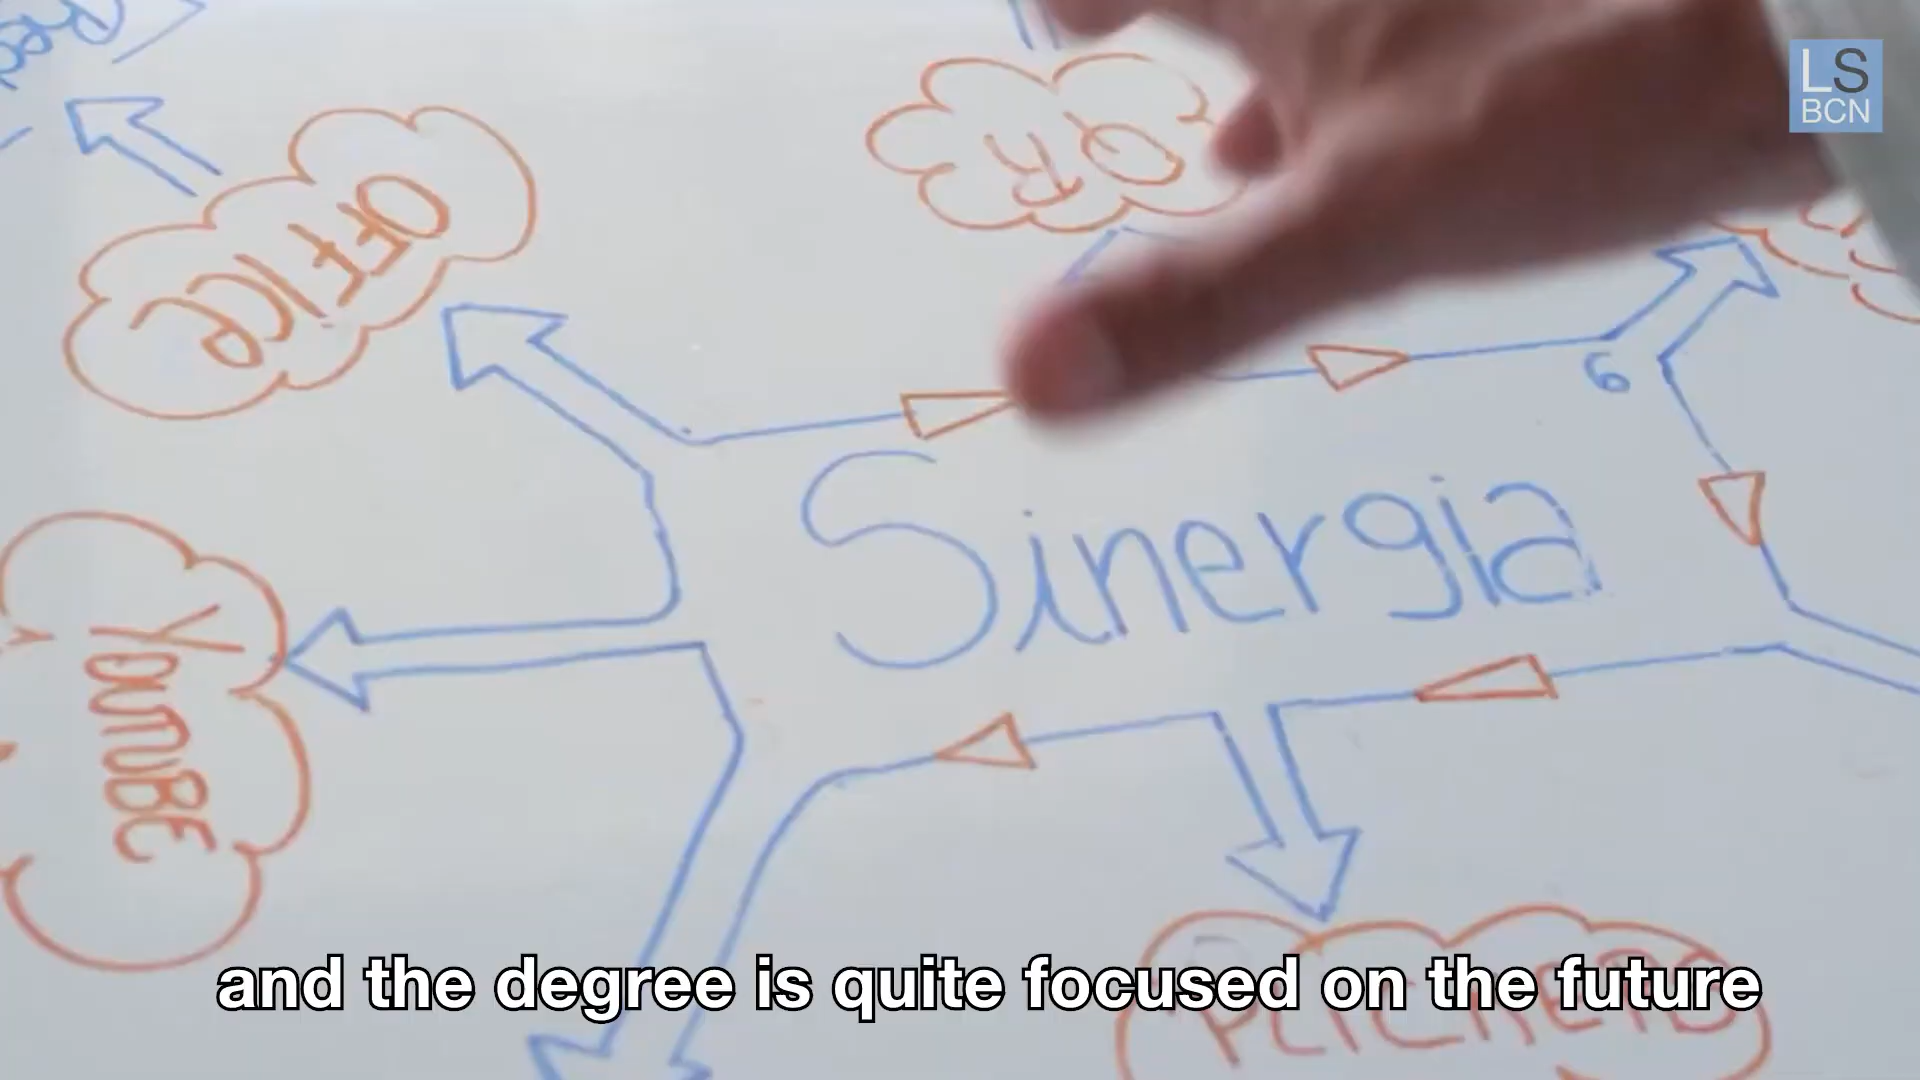 LS
BCN
OFFICE
QR
6
Sinergia
YOUTUBE
and the degree is quite focused on the future